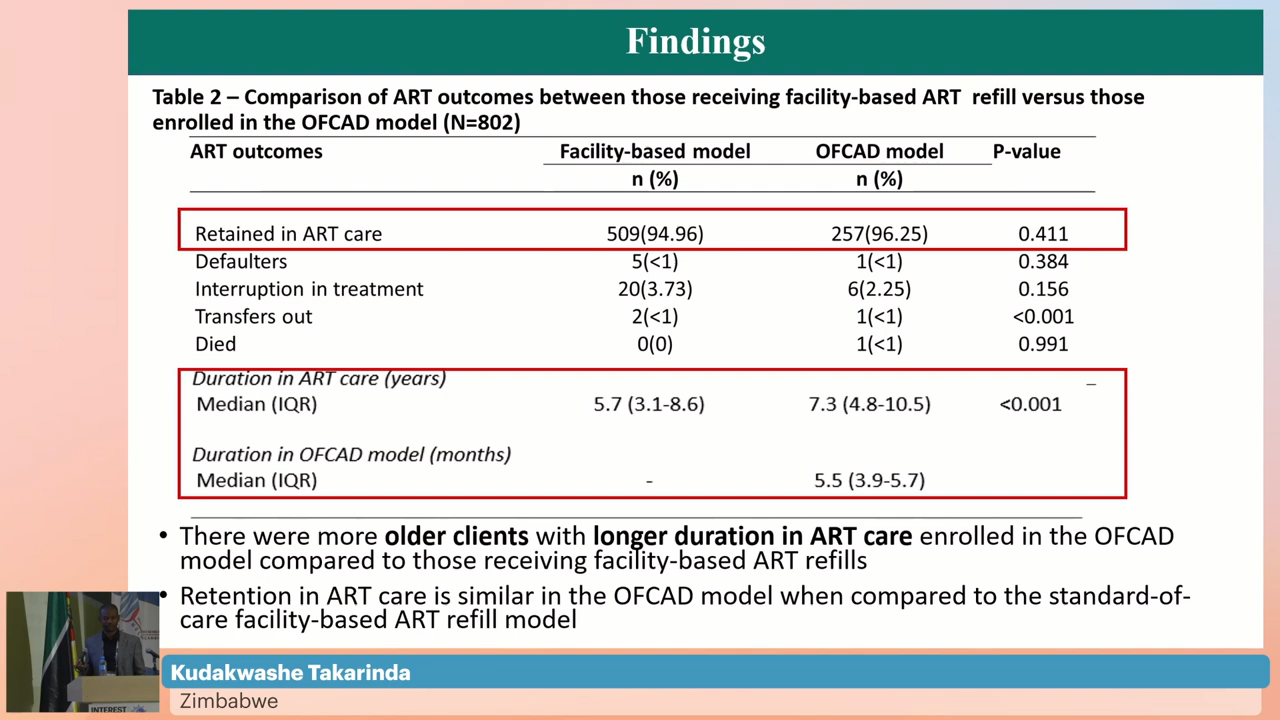 Findings
Table 2 – Comparison of ART outcomes between those receiving facility-based ART refill versus those
enrolled in the OFCAD model (N=802)
ART outcomes Facility-based model OFCAD model P-value
n (%) n (%)
Retained in ART care 509(94.96) 257(96.25) 0.411
Defaulters 5(<1) 1(<1) 0.384
Interruption in treatment 20(3.73) 6(2.25) 0.156
Transfers out 2(<1) 1(<1) <0.001
Died 0(0) 1(<1) 0.991
Duration in ART care (years) –
Median (IQR) 5.7 (3.1-8.6) 7.3 (4.8-10.5) <0.001
Duration in OFCAD model (months)
Median (IQR) - 5.5 (3.9-5.7)
• There were more older clients with longer duration in ART care enrolled in the OFCAD
model compared to those receiving facility-based ART refills
• Retention in ART care is similar in the OFCAD model when compared to the standard-of-
care facility-based ART refill model
Kudakwashe Takarinda
Zimbabwe
INTEREST